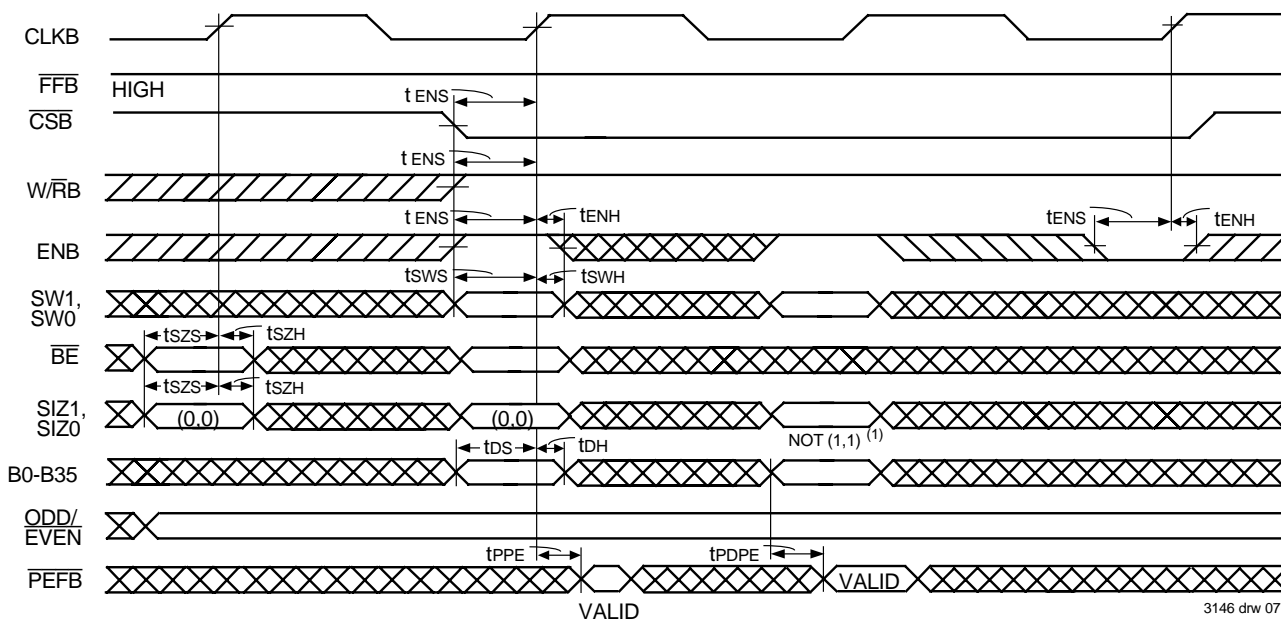 CLKB
FFB
HIGH
t ENS
CSB
t ENS
W/RB
t ENS
tENH
tENS
tENH
ENB
tSWS
tSWH
SW1,
SW0
tSZS
tSZH
BE
tSZS
tSZH
SIZ1,
SIZ0
(0,0)
(0,0)
NOT (1,1) (1)
tDS
tDH
B0-B35
ODD/
EVEN
tPPE
tPDPE
PEFB
VALID
VALID
3146 drw 07